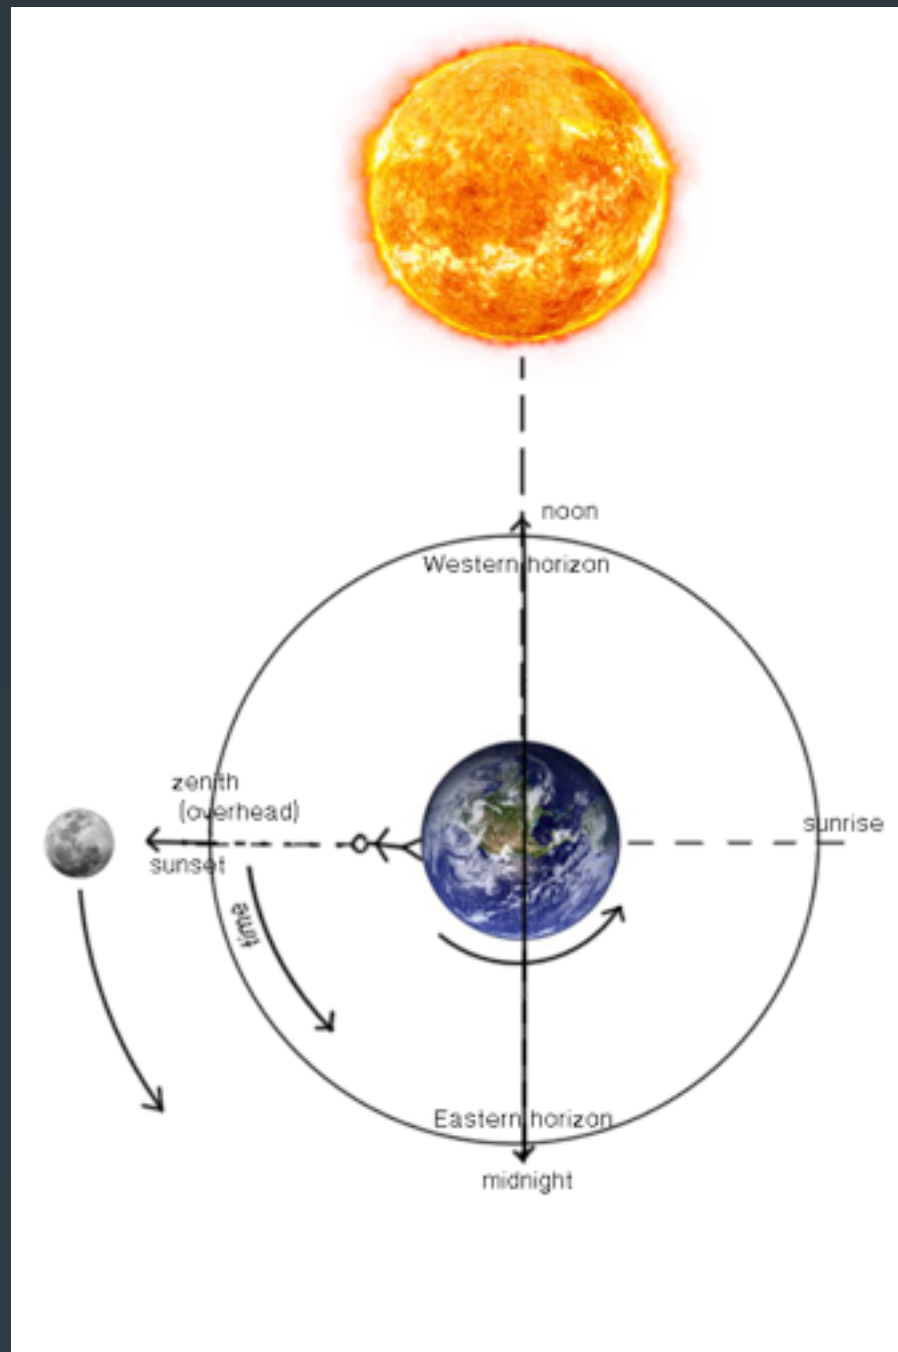 noon
Western horizon
zenith
(overhead)
sunrise
sunset
time
Eastern horizon
midnight